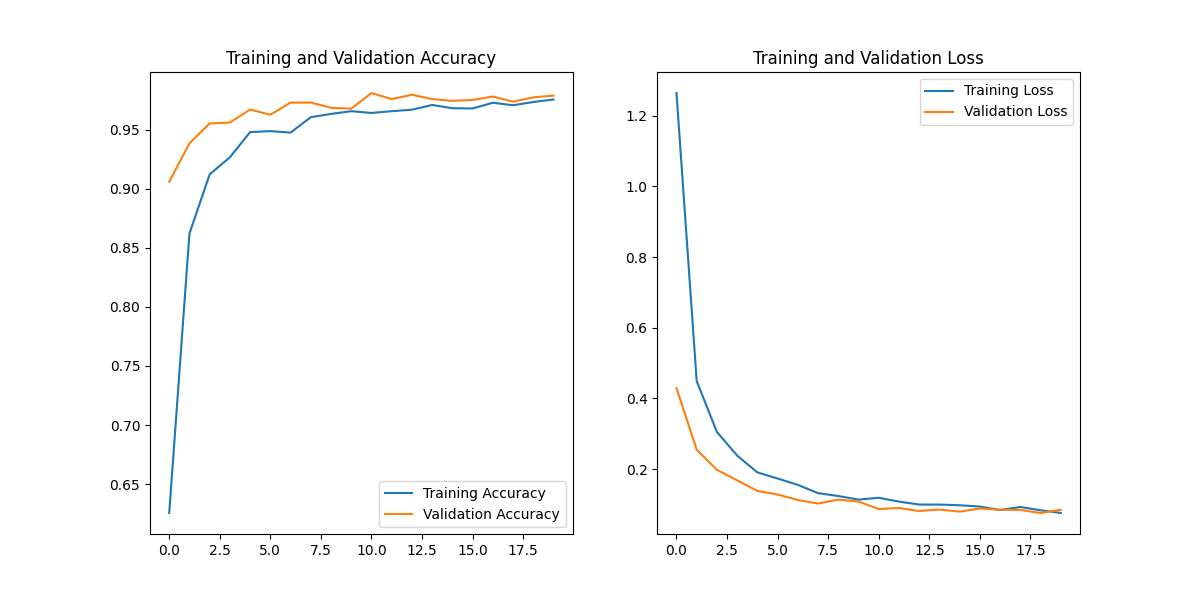 Training and Validation Accuracy
0.95
0.90
0.85
0.80
0.75
0.70
0.65
Training Accuracy
Validation Accuracy
0.0 2.5 5.0 7.5 10.0 12.5 15.0 17.5
Training and Validation Loss
Training Loss
Validation Loss
1.2
1.0
0.8
0.6
0.4
0.2
0.0 2.5 5.0 7.5 10.0 12.5 15.0 17.5